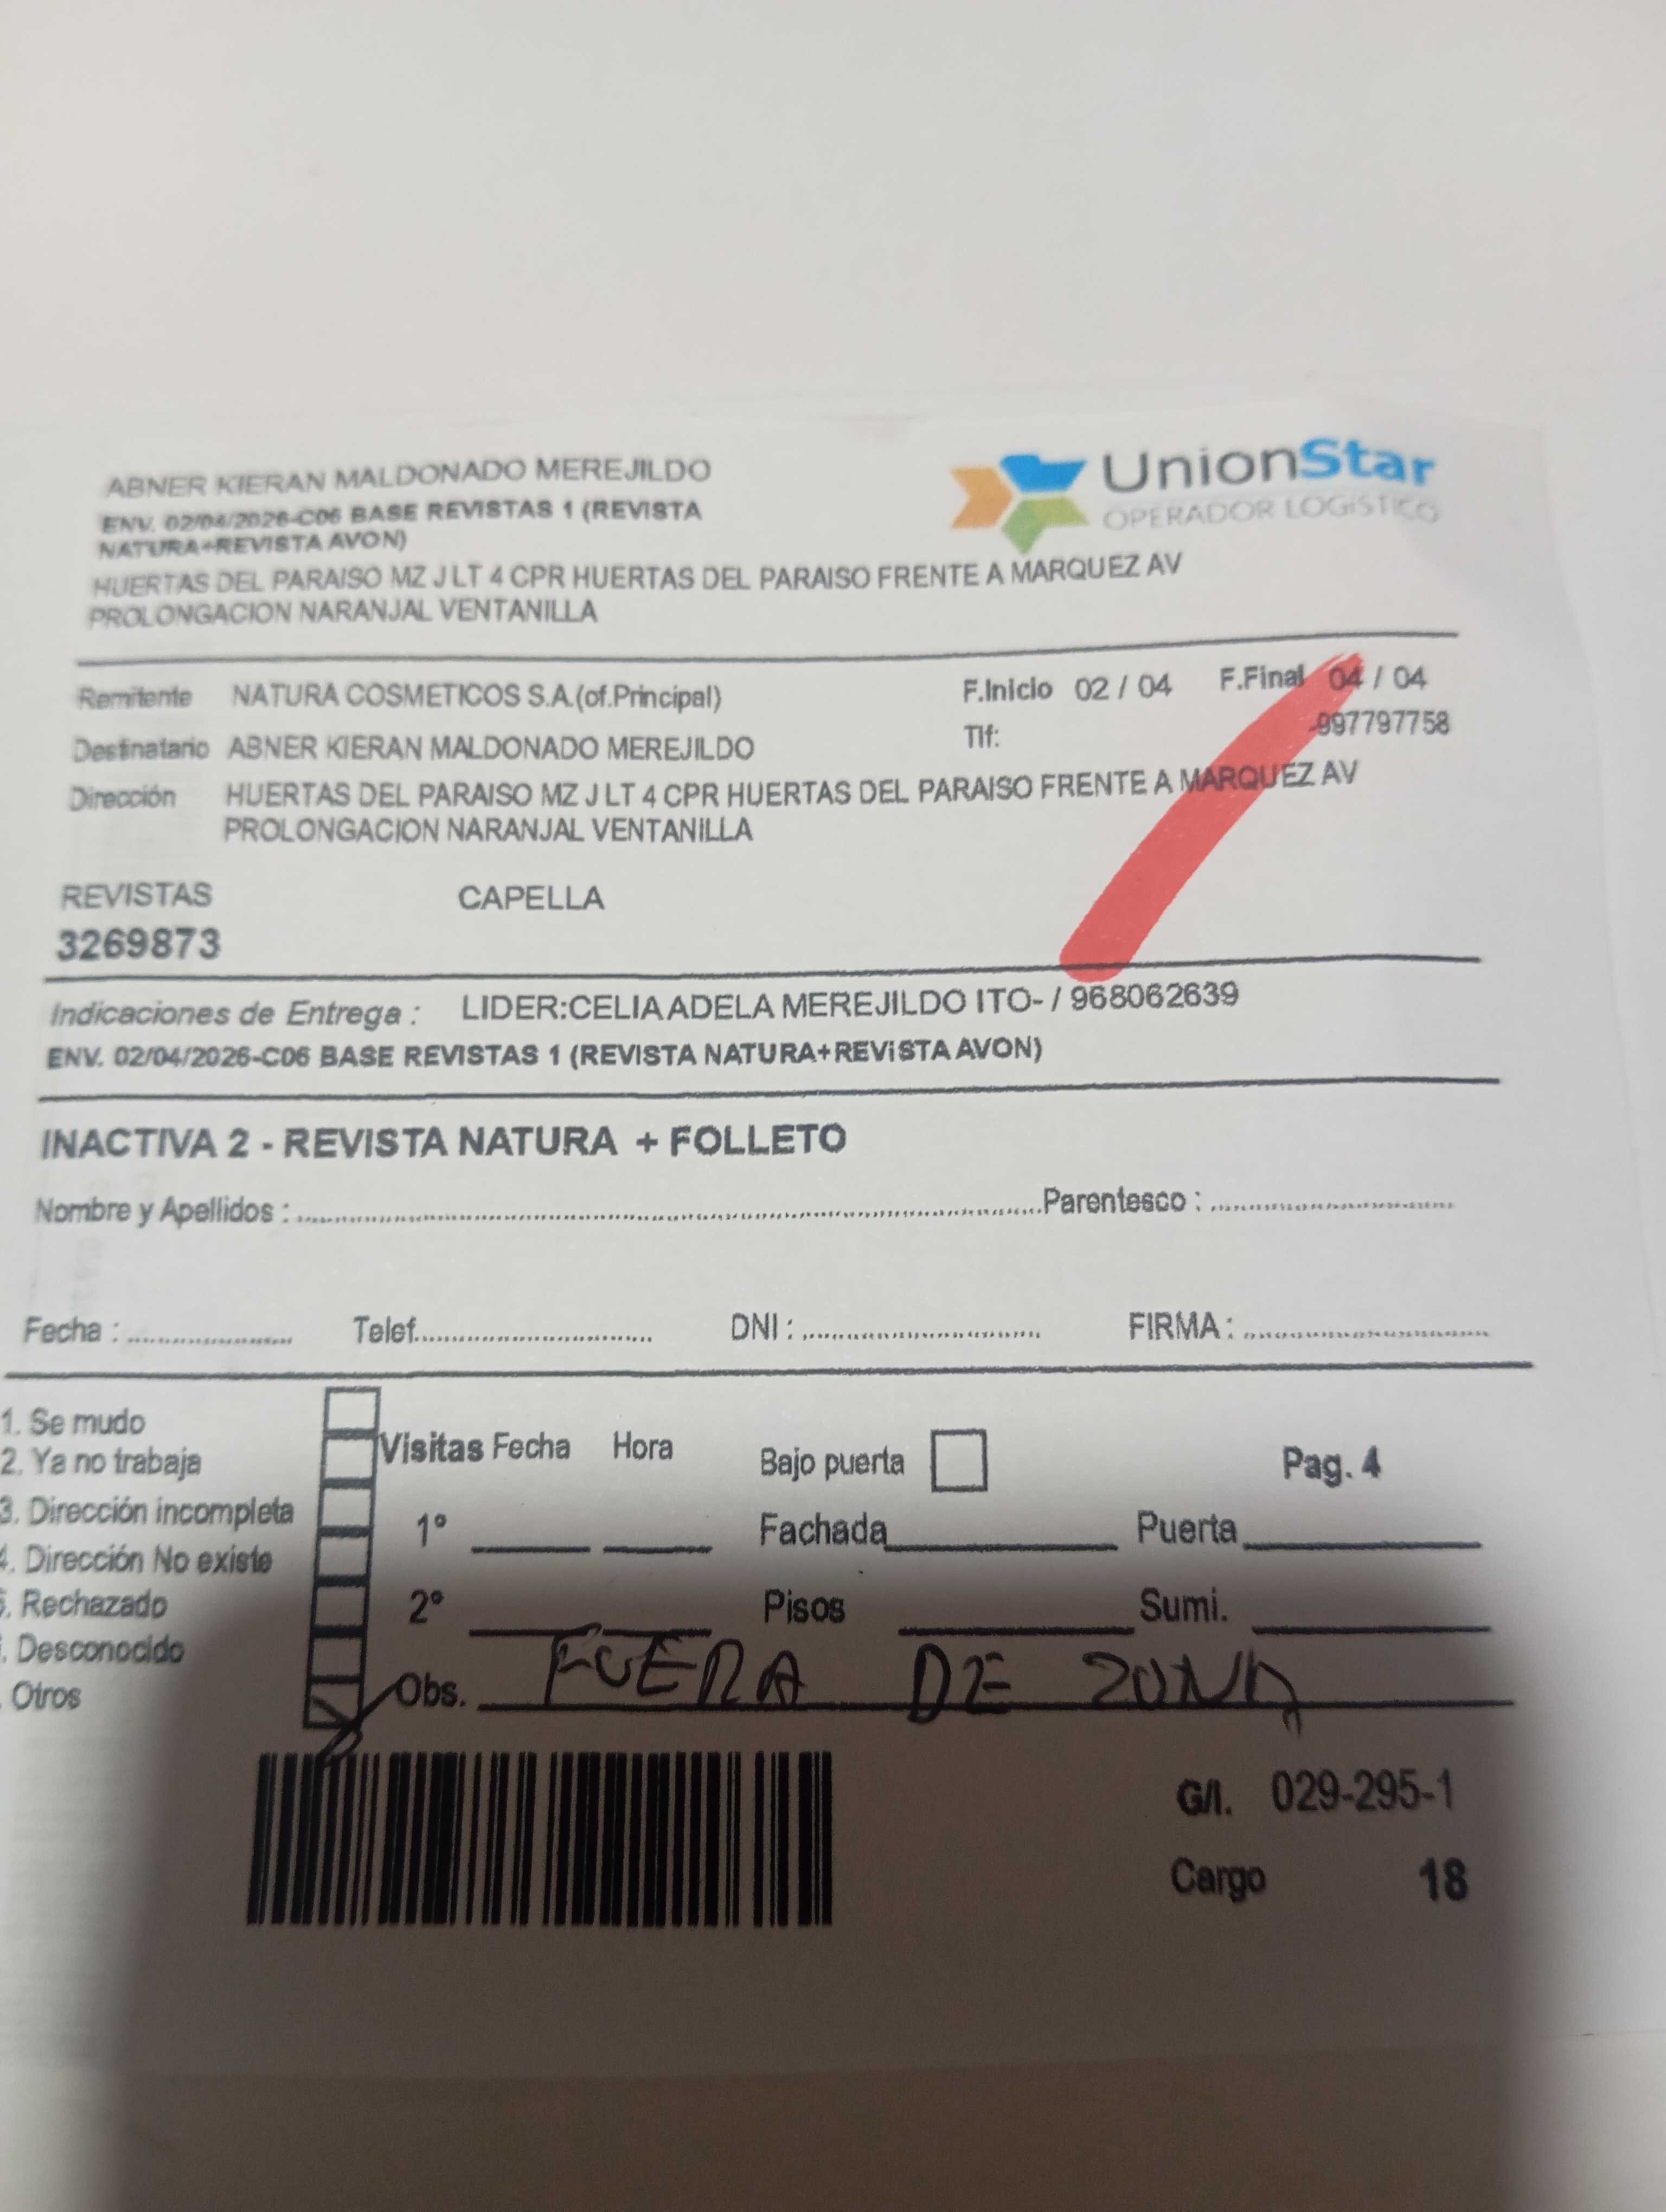 ABNER KIERAN MALDONADO MEREJILDO
ENV. 02/04/2026-C06 BASE REVISTAS 1 (REVISTA
NATURA+REVISTA AVON)
HUERTAS DEL PARAISO MZ J LT 4 CPR HUERTAS DEL PARAISO FRENTE A MARQUEZ AV
PROLONGACION NARANJAL VENTANILLA
UnionStar
OPERADOR LOGÍSTICO
Remitente NATURA COSMETICOS S.A.(of.Principal) F.Inicio 02 / 04 F.Final 04 / 04
Destinatario ABNER KIERAN MALDONADO MEREJILDO Tlf: 997797758
Dirección HUERTAS DEL PARAISO MZ J LT 4 CPR HUERTAS DEL PARAISO FRENTE A MARQUEZ AV
PROLONGACION NARANJAL VENTANILLA
REVISTAS CAPELLA
3269873
Indicaciones de Entrega : LIDER:CELIA ADELA MEREJILDO ITO- / 968062639
ENV. 02/04/2026-C06 BASE REVISTAS 1 (REVISTA NATURA+REVISTA AVON)
INACTIVA 2 - REVISTA NATURA + FOLLETO
Nombre y Apellidos : Parentesco :
Fecha : Telef. DNI : FIRMA :
1. Se mudo
2. Ya no trabaja
3. Dirección incompleta
. Dirección No existe
. Rechazado
. Desconocido
Otros
Visitas Fecha Hora Bajo puerta Pag. 4
1° Fachada Puerta
2° Pisos Sumi.
Obs. FUERA DE ZONA
G/I. 029-295-1
Cargo 18